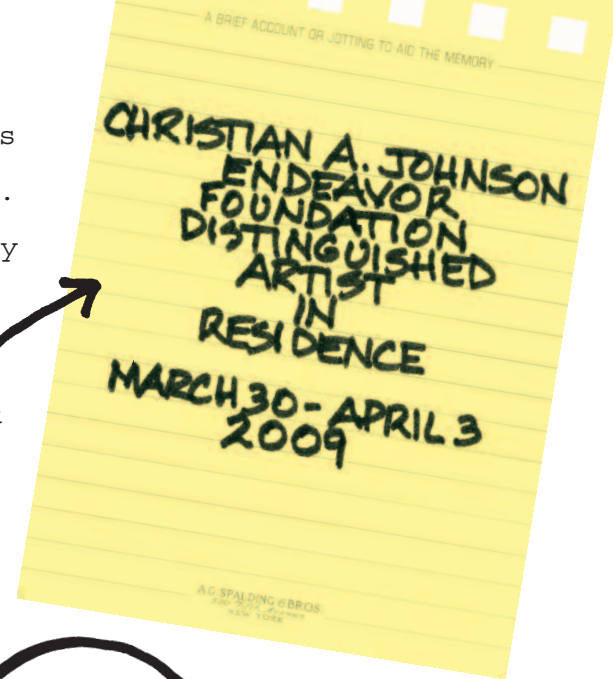 A BRIEF ACCOUNT OR JOTTING TO AID THE MEMORY
s
.
y
CHRISTIAN A. JOHNSON
ENDEAVOR
FOUNDATION
DISTINGUISHED
ARTIST
IN
RESIDENCE
MARCH 30 - APRIL 3
2009
A.G. SPALDING & BROS
NEW YORK